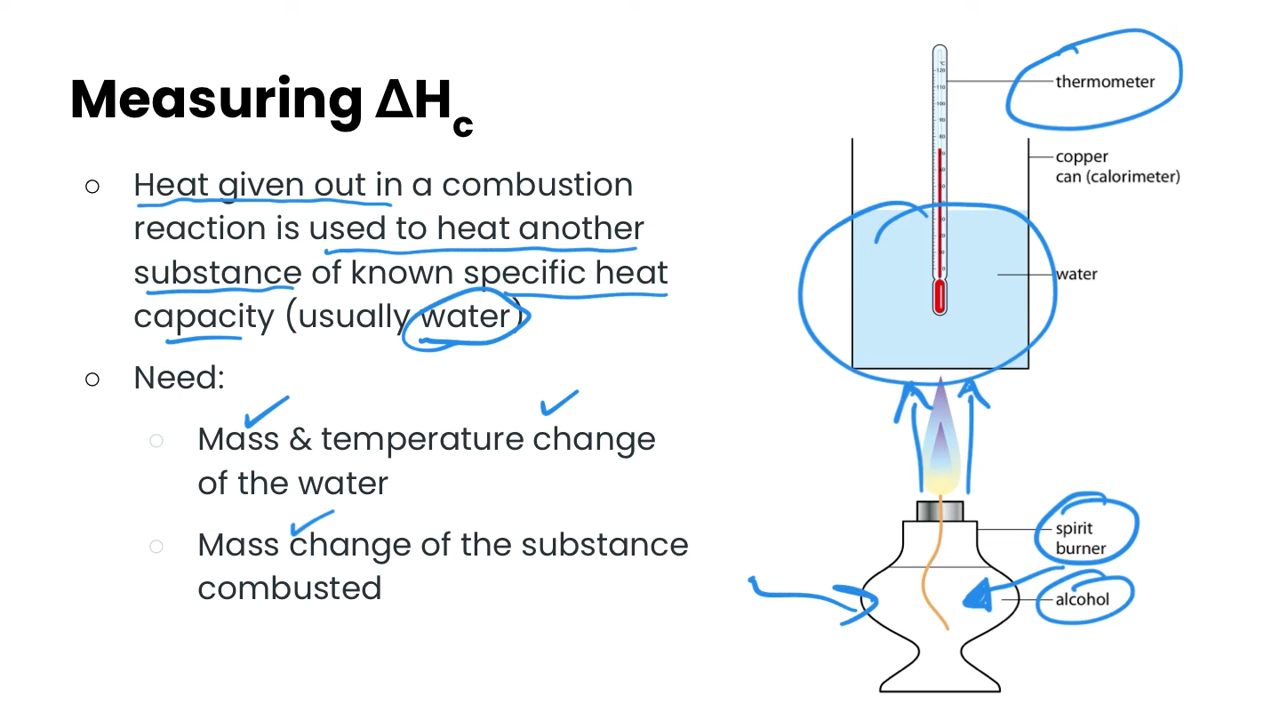 Measuring ΔHc
○ Heat given out in a combustion
reaction is used to heat another
substance of known specific heat
capacity (usually water)
○ Need:
○ Mass & temperature change
of the water
○ Mass change of the substance
combusted
thermometer
copper
can (calorimeter)
water
spirit
burner
alcohol